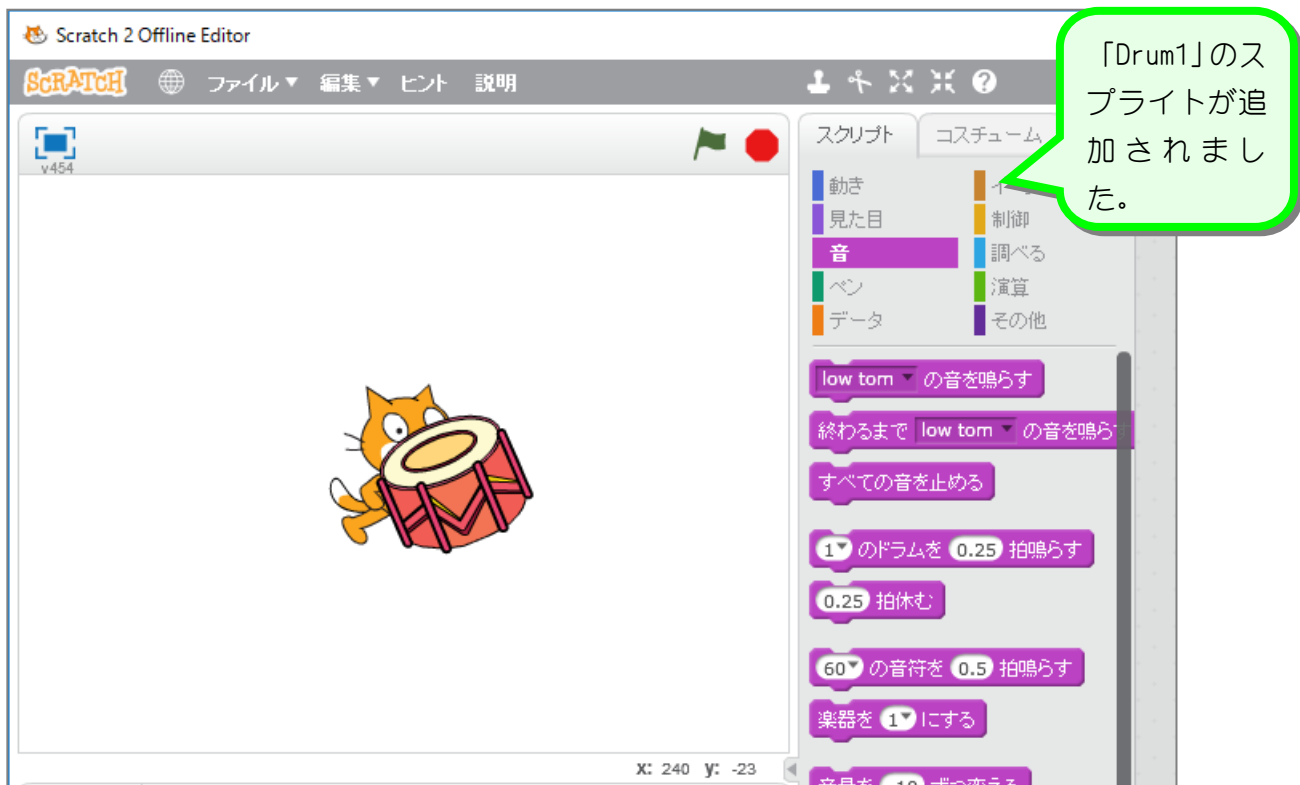 Scratch 2 Offline Editor
SCRATCH ファイル▼ 編集▼ ヒント 説明
「Drum1」のス
プライトが追
加されまし
た。
v454
スクリプト コスチューム
動き
見た目 制御
音 調べる
ペン 演算
データ その他
low tom ▼ の音を鳴らす
終わるまで low tom ▼ の音を鳴らす
すべての音を止める
1▼ のドラムを 0.25 拍鳴らす
0.25 拍休む
60▼ の音符を 0.5 拍鳴らす
楽器を 1▼ にする
x: 240 y: -23